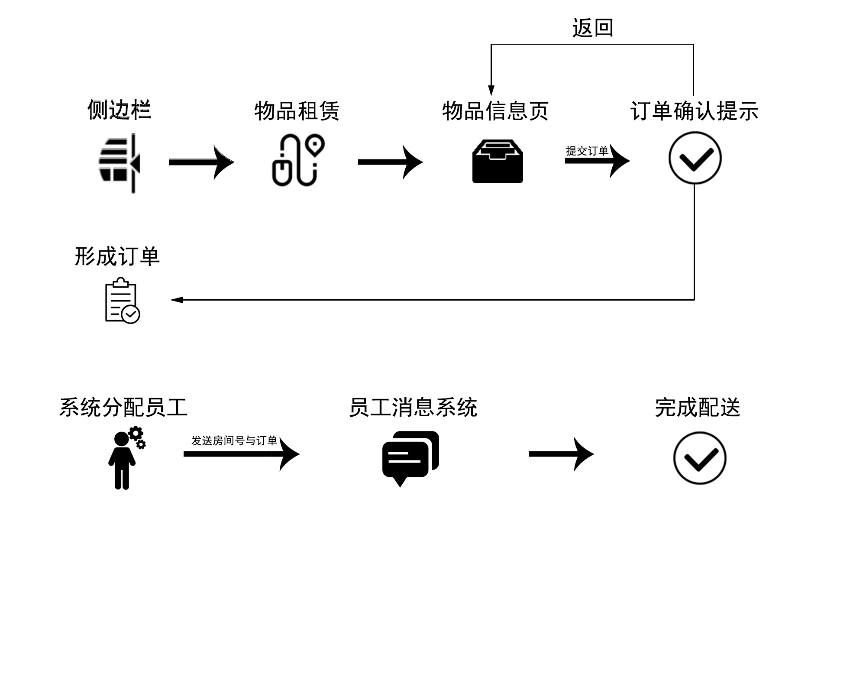 返回
侧边栏
物品租赁
物品信息页
订单确认提示
提交订单
形成订单
系统分配员工
员工消息系统
完成配送
发送房间号与订单